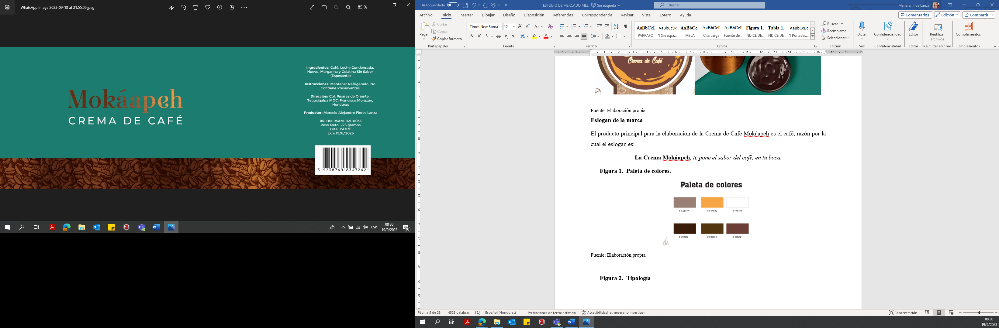 WhatsApp Image 2023-09-18 at 21.55.06.jpeg
85 %
Ingredientes: Café, Leche Condensada,
Huevo, Margarina y Gelatina Sin Sabor
(Espesante)
Instrucciones: Mantener Refrigerado, No
Contiene Preservantes.
Dirección: Col. Pinares de Oriente,
Tegucigalpa MDC, Francisco Morazán,
Honduras
Productor: Marcelo Alejandro Flores Lanza
RS: HN-RSAM-1121-0035
Peso Neto: 226 gramos
Lote: 15F03F
Exp: 19/8/2026
Mokáapeh
CREMA DE CAFÉ
3 9238749 8347242
ESP
08:30
19/9/2023
10
Autoguardado
ESTUDIO DE MERCADO MEL
Sin etiqueta
Buscar
Maria Erlinda Lanza
Archivo Inicio Insertar Dibujar Diseño Disposición Referencias Correspondencia Revisar Vista Zotero Ayuda
Comentarios Edición Compartir
Pegar
Cortar
Copiar
Copiar formato
Portapapeles
Times New Roma 12
N K S ab x₂ x²
Fuente
Párrafo
AaBbCcI AaBbCcDc AaBbCcI AaBbCcE AaBbCcD Figura 1. Tabla 1. AaBbCcDc
PARRAFO ¶ Sin espa... TABLA Cita Larga Fuente de... ÍNDICE DE... ÍNDICE DE... ¶ Portadas...
Estilos
Buscar
Reemplazar
Seleccionar
Edición
Dictar
Voz
Confidencialidad
Confidencialidad
Editor
Editor
Reutilizar
archivos
Reutilizar archivos
Complementos
Complementos
Crema de Café
Fuente: Elaboración propia
Eslogan de la marca
El producto principal para la elaboración de la Crema de Café Mokáapeh es el café, razón por la
cual el eslogan es:
La Crema Mokáapeh, te pone el sabor del café, en tu boca.
Figura 1. Paleta de colores.
Paleta de colores
# A48779 # F5A83C # FFFFFF
# 402312 # 5B3B13 # 1D1D1B
Fuente: Elaboración propia
Figura 2. Tipología
Página 5 de 28 4528 palabras Español (Honduras) Predicciones de texto: activado Accesibilidad: es necesario investigar
Concentración
08:30
19/9/2023